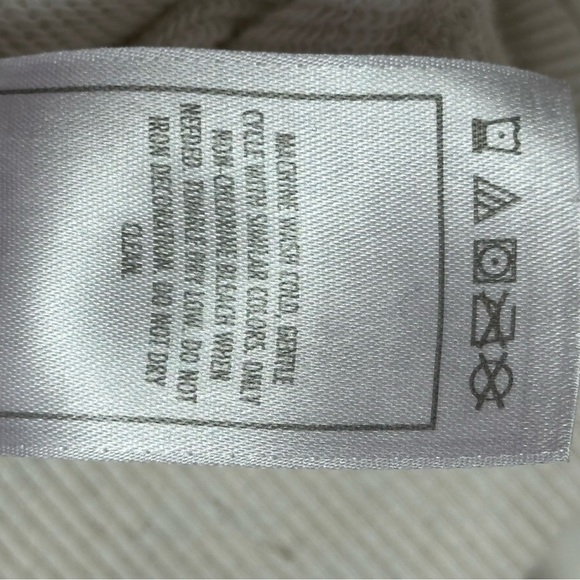 MACHINE WASH COLD, GENTLE
CYCLE WITH SIMILAR COLORS. ONLY
NON-CHLORINE BLEACH WHEN
NEEDED. TUMBLE DRY LOW. DO NOT
IRON DECORATION. DO NOT DRY
CLEAN.